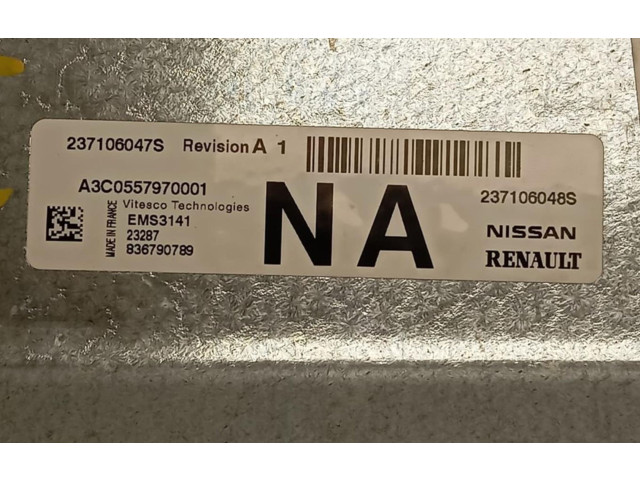 237106047S Revision A 1
A3C0557970001
Vitesco Technologies
MADE IN FRANCE
EMS3141
23287
836790789
NA
237106048S
NISSAN
RENAULT